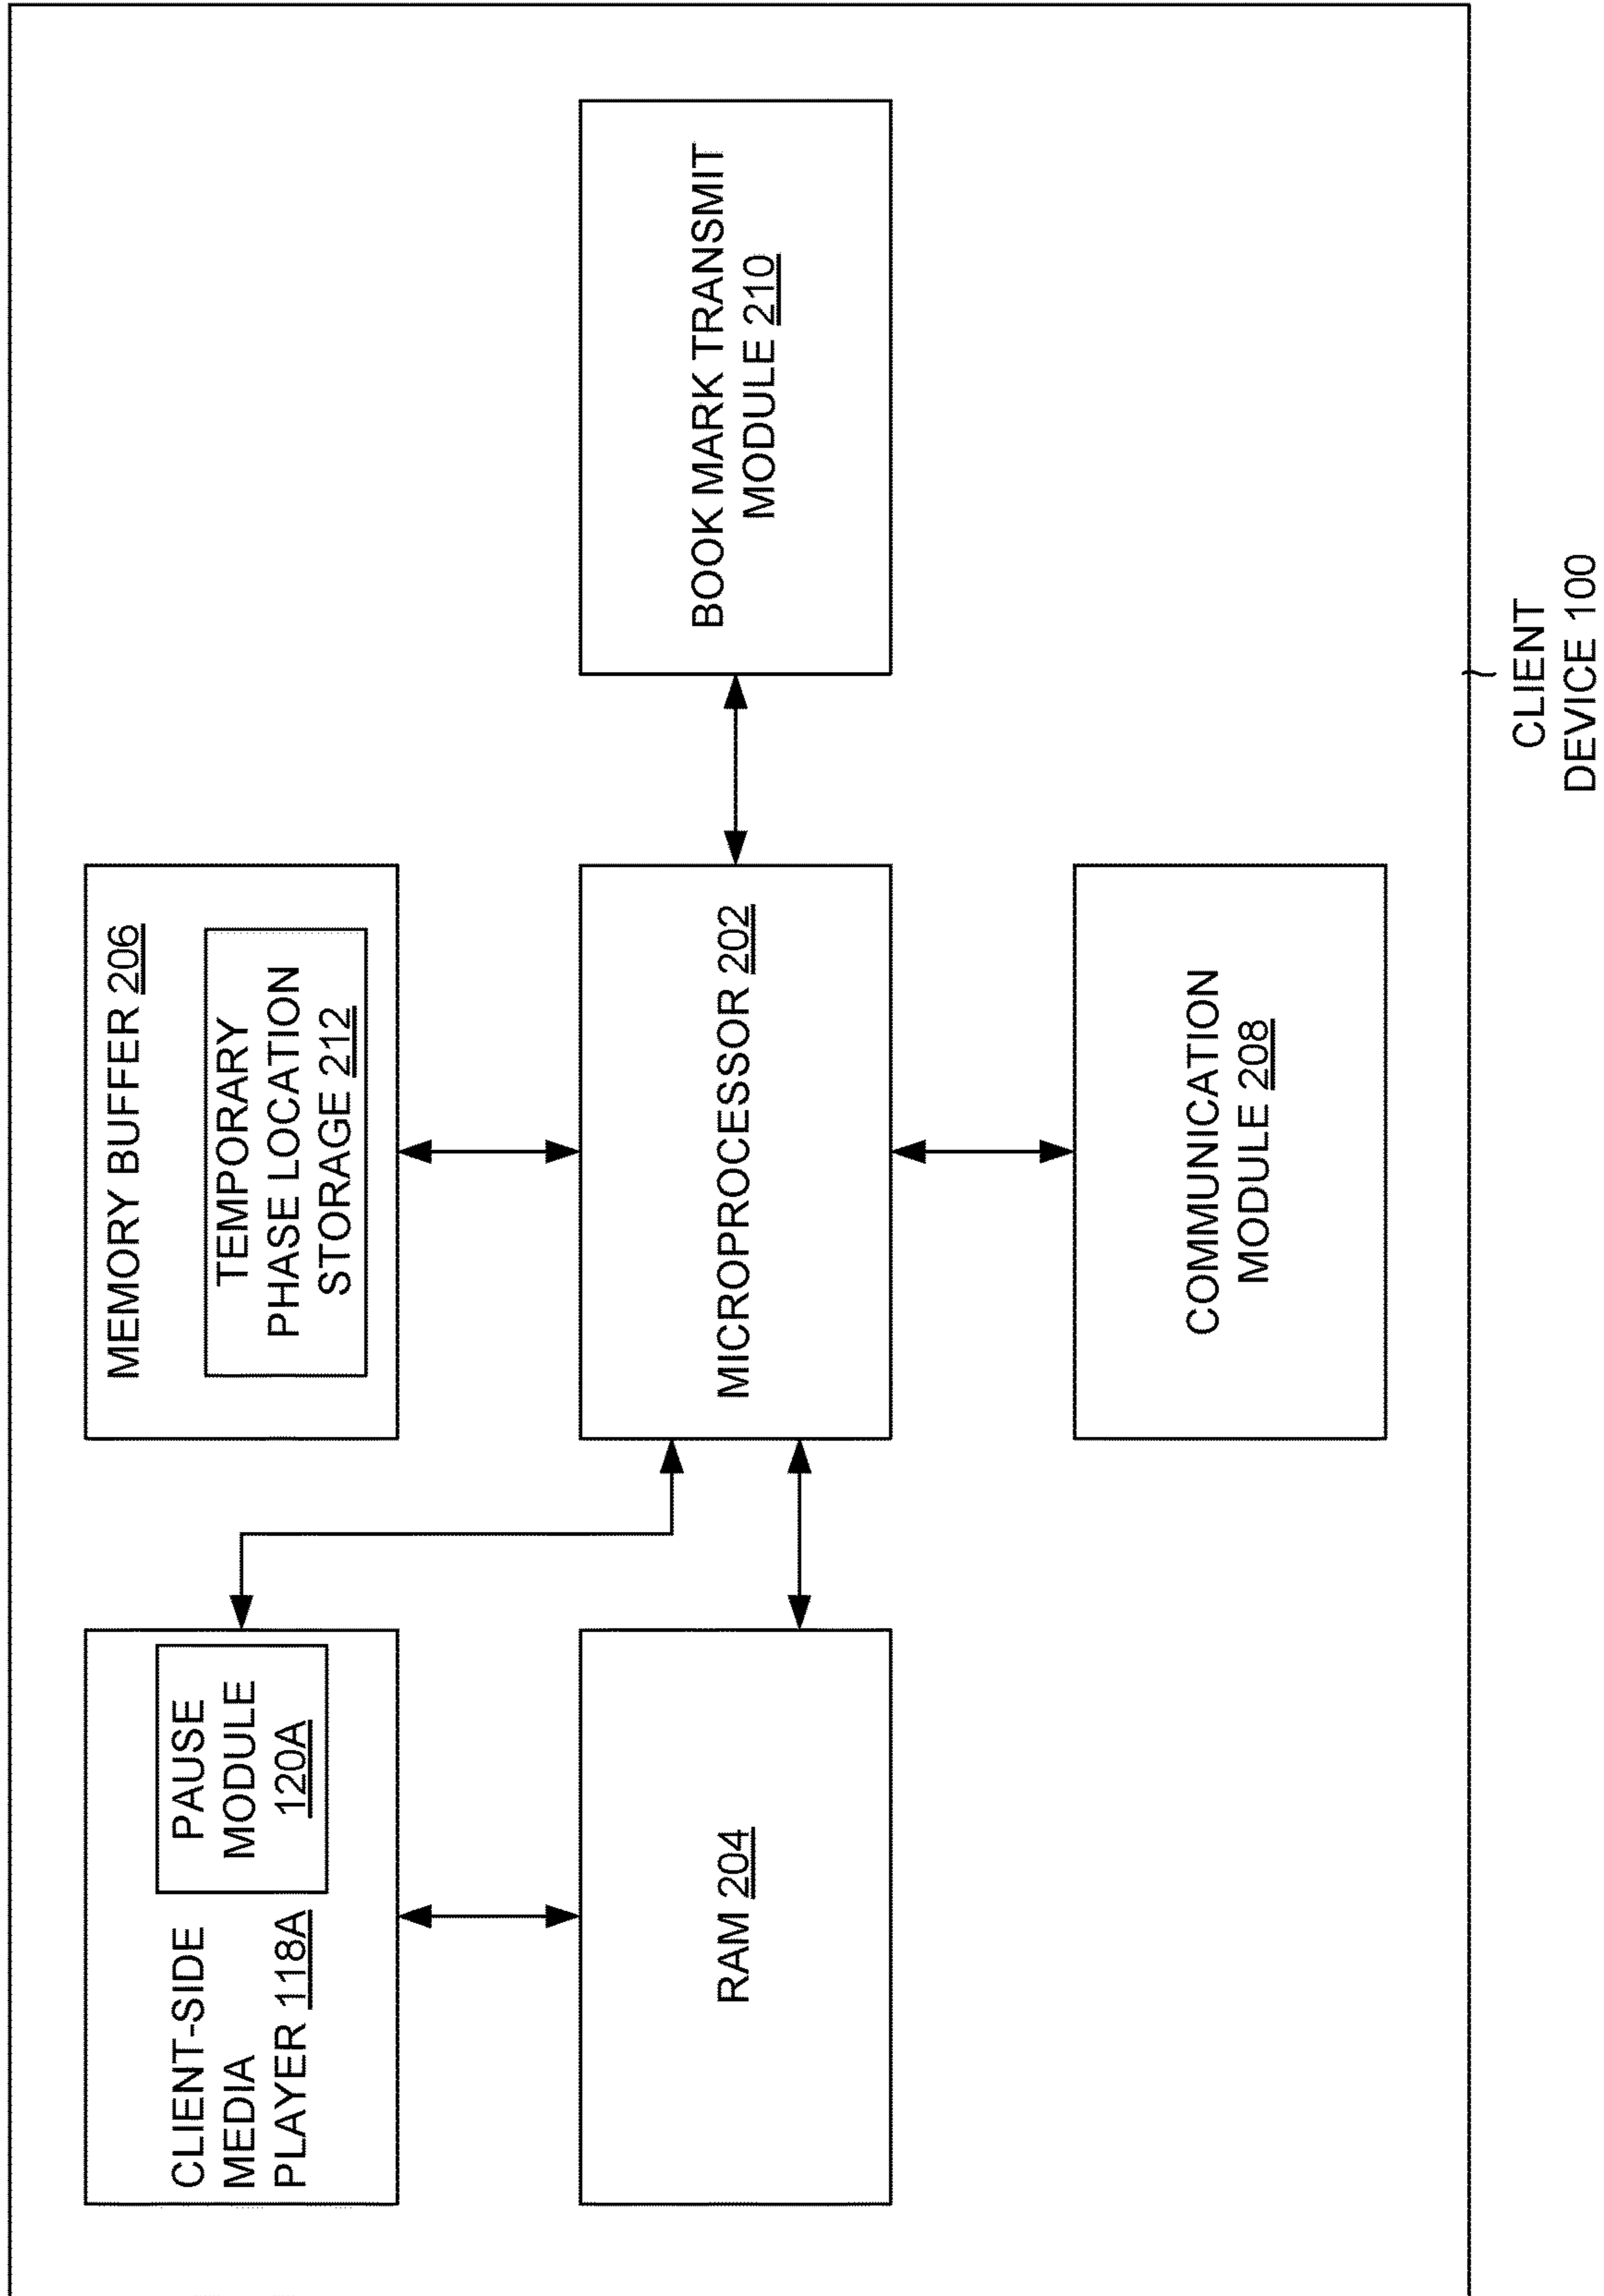 CLIENT-SIDE
MEDIA
PLAYER 118A
PAUSE
MODULE
120A
MEMORY BUFFER 206
TEMPORARY
PHASE LOCATION
STORAGE 212
RAM 204
MICROPROCESSOR 202
BOOK MARK TRANSMIT
MODULE 210
COMMUNICATION
MODULE 208
CLIENT
DEVICE 100